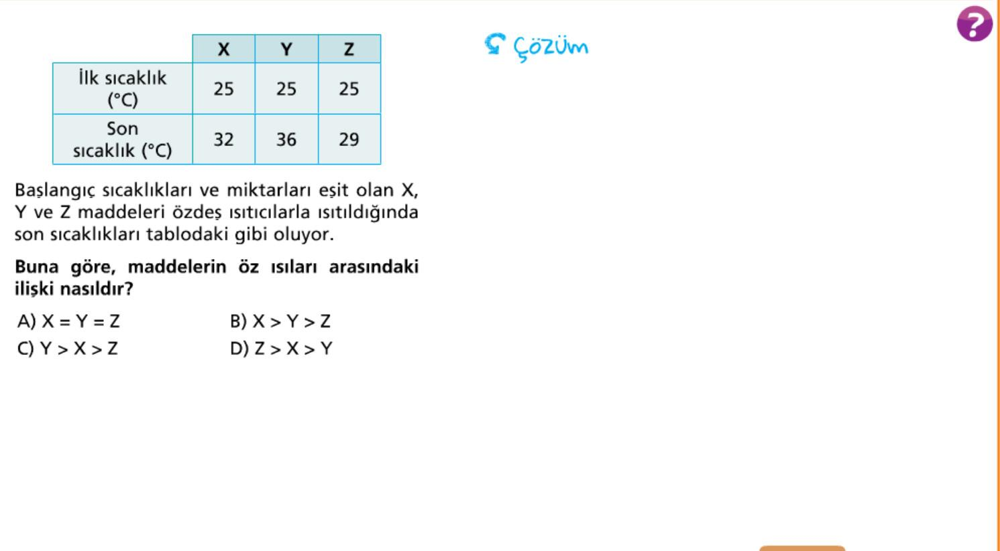 X Y Z
İlk sıcaklık
(°C)
25 25 25
Son
sıcaklık (°C)
32 36 29
Başlangıç sıcaklıkları ve miktarları eşit olan X,
Y ve Z maddeleri özdeş ısıtıcılarla ısıtıldığında
son sıcaklıkları tablodaki gibi oluyor.
Buna göre, maddelerin öz ısıları arasındaki
ilişki nasıldır?
A) X = Y = Z B) X > Y > Z
C) Y > X > Z D) Z > X > Y
Çözüm
?